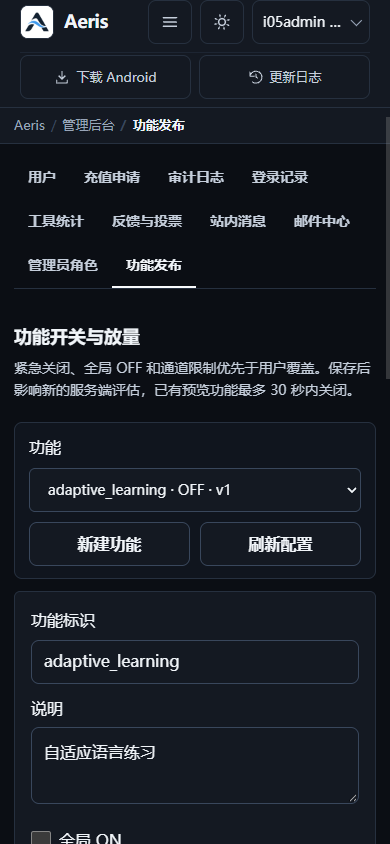 Aeris
i05admin ...
下载 Android
更新日志
Aeris / 管理后台 / 功能发布
用户
充值申请
审计日志
登录记录
工具统计
反馈与投票
站内消息
邮件中心
管理员角色
功能发布
功能开关与放量
紧急关闭、全局 OFF 和通道限制优先于用户覆盖。保存后
影响新的服务端评估，已有预览功能最多 30 秒内关闭。
功能
adaptive_learning · OFF · v1
新建功能
刷新配置
功能标识
adaptive_learning
说明
自适应语言练习
全局 ON